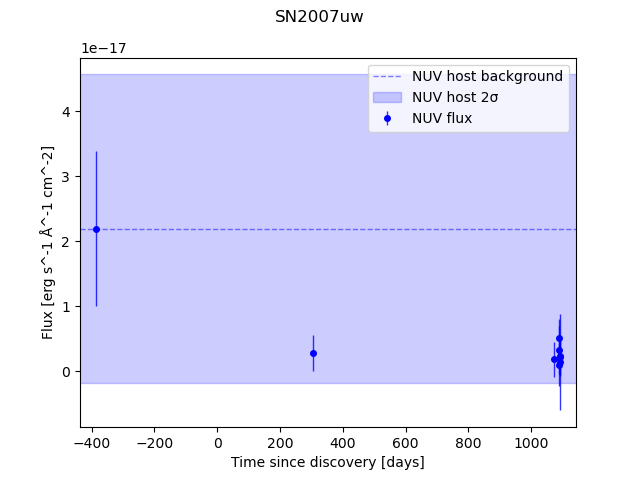 SN2007uw
1e−17
NUV host background
NUV host 2σ
NUV flux
4
3
2
1
0
Flux [erg s^-1 Å^-1 cm^-2]
−400 −200 0 200 400 600 800 1000
Time since discovery [days]